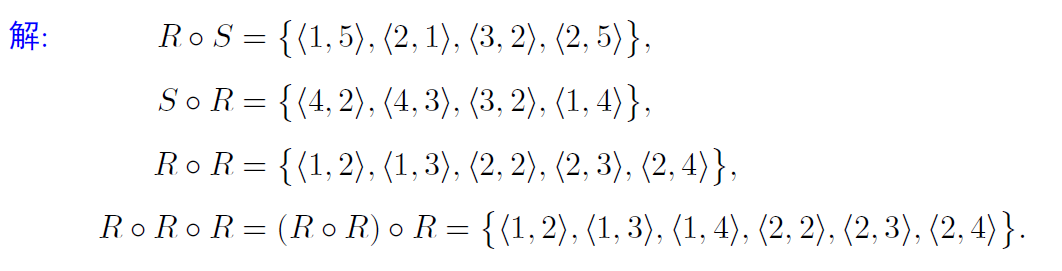 解: R ∘ S = {⟨1, 5⟩, ⟨2, 1⟩, ⟨3, 2⟩, ⟨2, 5⟩},
S ∘ R = {⟨4, 2⟩, ⟨4, 3⟩, ⟨3, 2⟩, ⟨1, 4⟩},
R ∘ R = {⟨1, 2⟩, ⟨1, 3⟩, ⟨2, 2⟩, ⟨2, 3⟩, ⟨2, 4⟩},
R ∘ R ∘ R = (R ∘ R) ∘ R = {⟨1, 2⟩, ⟨1, 3⟩, ⟨1, 4⟩, ⟨2, 2⟩, ⟨2, 3⟩, ⟨2, 4⟩}.